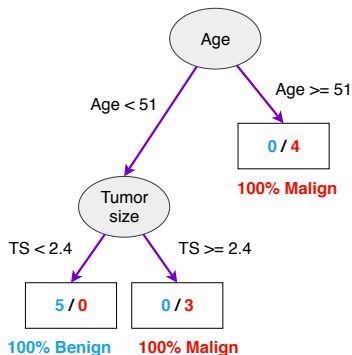 Age
Age < 51
Age >= 51
0 / 4
100% Malign
Tumor
size
TS < 2.4
TS >= 2.4
5 / 0
0 / 3
100% Benign
100% Malign